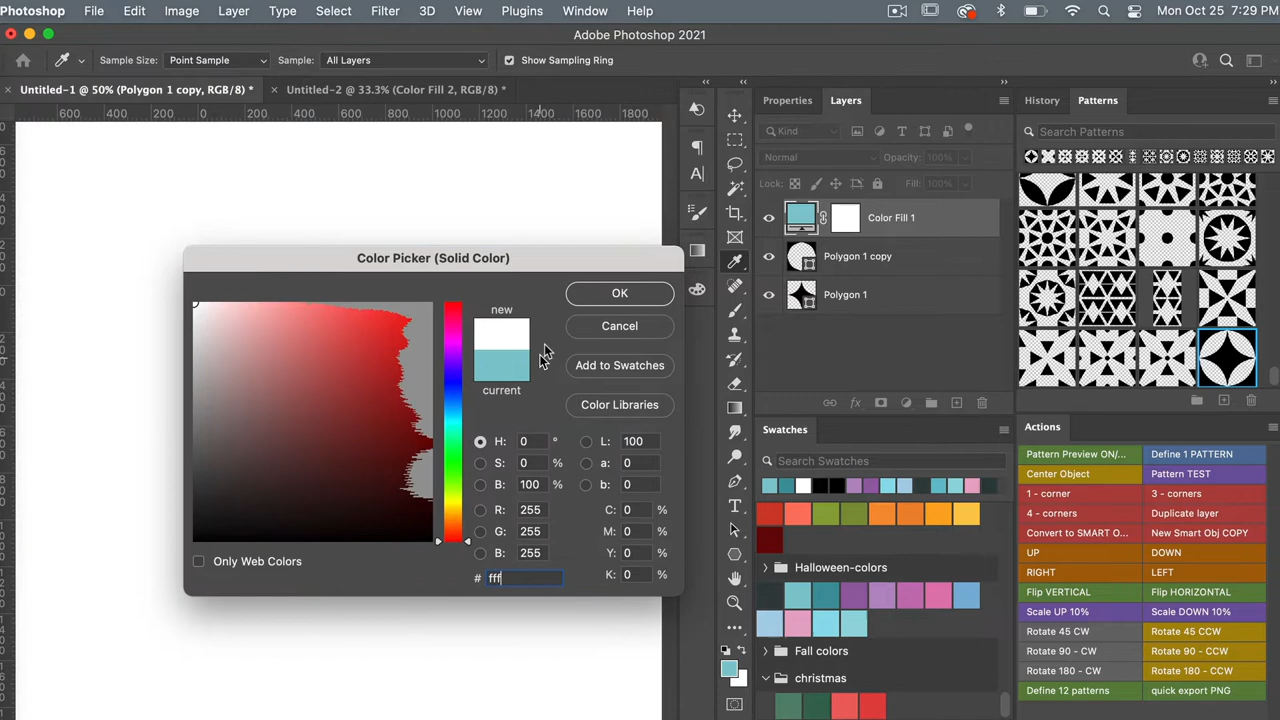 Photoshop File Edit Image Layer Type Select Filter 3D View Plugins Window Help Mon Oct 25 7:29 PM
Adobe Photoshop 2021
Sample Size: Point Sample Sample: All Layers Show Sampling Ring
× Untitled-1 @ 50% (Polygon 1 copy, RGB/8) * × Untitled-2 @ 33.3% (Color Fill 2, RGB/8) *
600 400 200 0 200 400 600 800 1000 1200 1400 1600 1800
Color Picker (Solid Color)
new
current
OK
Cancel
Add to Swatches
Color Libraries
H: 0 ° L: 100
S: 0 % a: 0
B: 100 % b: 0
R: 255 C: 0 %
G: 255 M: 0 %
B: 255 Y: 0 %
# fff K: 0 %
Only Web Colors
Properties Layers
Kind
Normal Opacity: 100%
Lock: Fill: 100%
Color Fill 1
Polygon 1 copy
Polygon 1
fx
Swatches
Search Swatches
Halloween-colors
Fall colors
christmas
History Patterns
Search Patterns
Actions
Pattern Preview ON/... Define 1 PATTERN
Center Object Pattern TEST
1 - corner 3 - corners
4 - corners Duplicate layer
Convert to SMART O... New Smart Obj COPY
UP DOWN
RIGHT LEFT
Flip VERTICAL Flip HORIZONTAL
Scale UP 10% Scale DOWN 10%
Rotate 45 CW Rotate 45 CCW
Rotate 90 - CW Rotate 90 - CCW
Rotate 180 - CW Rotate 180 - CCW
Define 12 patterns quick export PNG